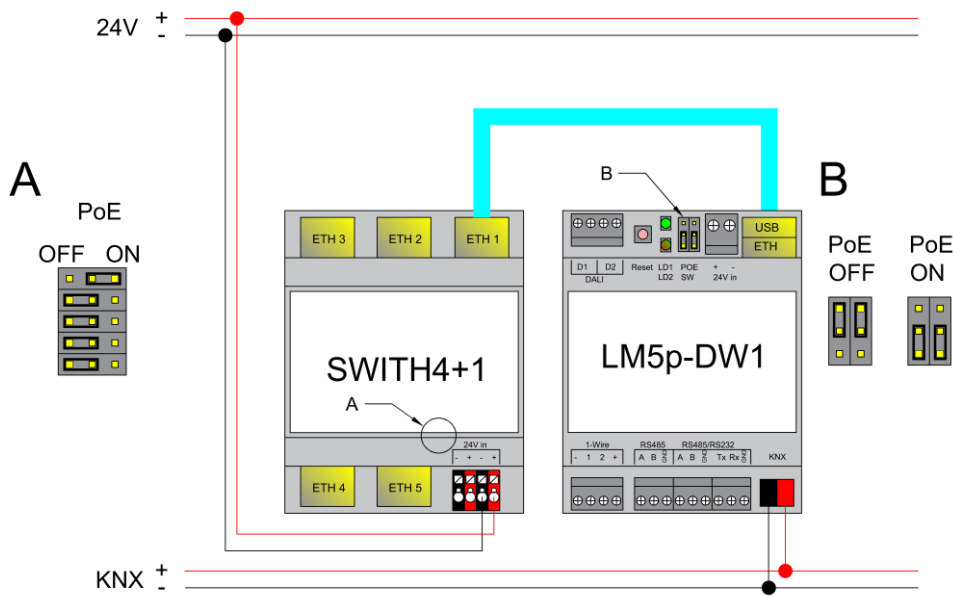 24V + -
A
PoE
OFF ON
B
B
PoE OFF
PoE ON
ETH 3 ETH 2 ETH 1
USB
ETH
D1 D2 Reset LD1 POE + -
DALI LD2 SW 24V in
SWITH4+1
LM5p-DW1
A
24V in
- + - +
1-Wire RS485 RS485/RS232
- 1 2 + A B GND A B GND Tx Rx GND KNX
ETH 4 ETH 5
KNX + -